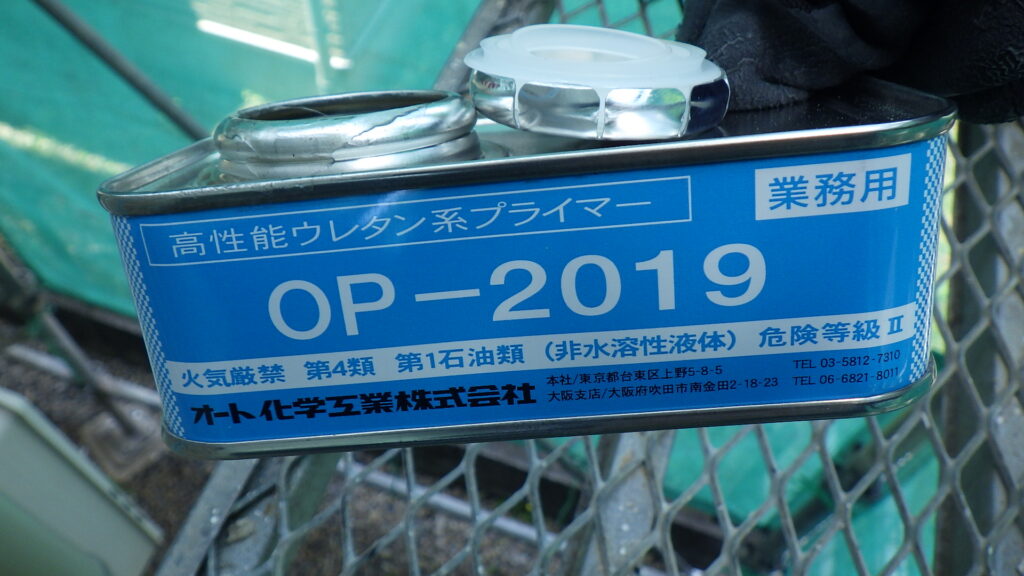 高性能ウレタン系プライマー
業務用
OP-2019
火気厳禁 第4類 第1石油類 (非水溶性液体) 危険等級 II
オート化学工業株式会社
本社/東京都台東区上野5-8-5 TEL 03-5812-7310
大阪支店/大阪府吹田市南金田2-18-23 TEL 06-6821-8011